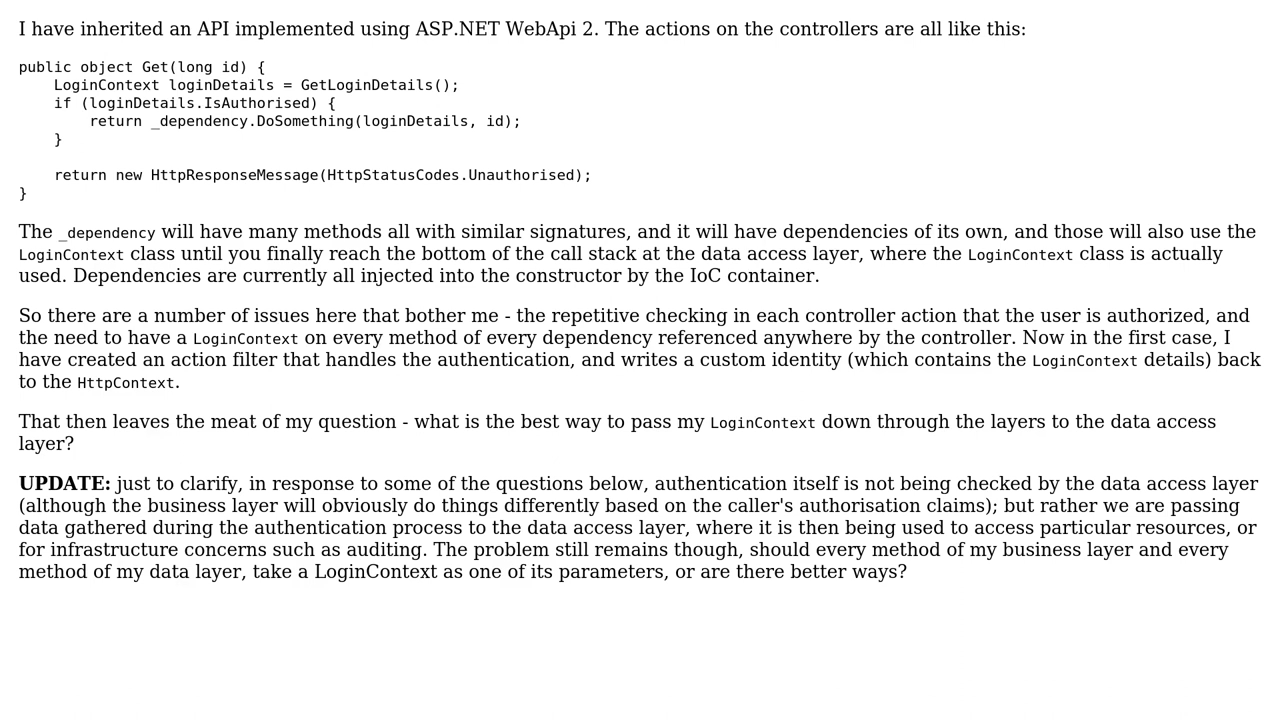 I have inherited an API implemented using ASP.NET WebApi 2. The actions on the controllers are all like this:
public object Get(long id) {
    LoginContext loginDetails = GetLoginDetails();
    if (loginDetails.IsAuthorised) {
        return _dependency.DoSomething(loginDetails, id);
    }
    return new HttpResponseMessage(HttpStatusCodes.Unauthorised);
}
The _dependency will have many methods all with similar signatures, and it will have dependencies of its own, and those will also use the
LoginContext class until you finally reach the bottom of the call stack at the data access layer, where the LoginContext class is actually
used. Dependencies are currently all injected into the constructor by the IoC container.
So there are a number of issues here that bother me - the repetitive checking in each controller action that the user is authorized, and
the need to have a LoginContext on every method of every dependency referenced anywhere by the controller. Now in the first case, I
have created an action filter that handles the authentication, and writes a custom identity (which contains the LoginContext details) back
to the HttpContext.
That then leaves the meat of my question - what is the best way to pass my LoginContext down through the layers to the data access
layer?
UPDATE: just to clarify, in response to some of the questions below, authentication itself is not being checked by the data access layer
(although the business layer will obviously do things differently based on the caller's authorisation claims); but rather we are passing
data gathered during the authentication process to the data access layer, where it is then being used to access particular resources, or
for infrastructure concerns such as auditing. The problem still remains though, should every method of my business layer and every
method of my data layer, take a LoginContext as one of its parameters, or are there better ways?